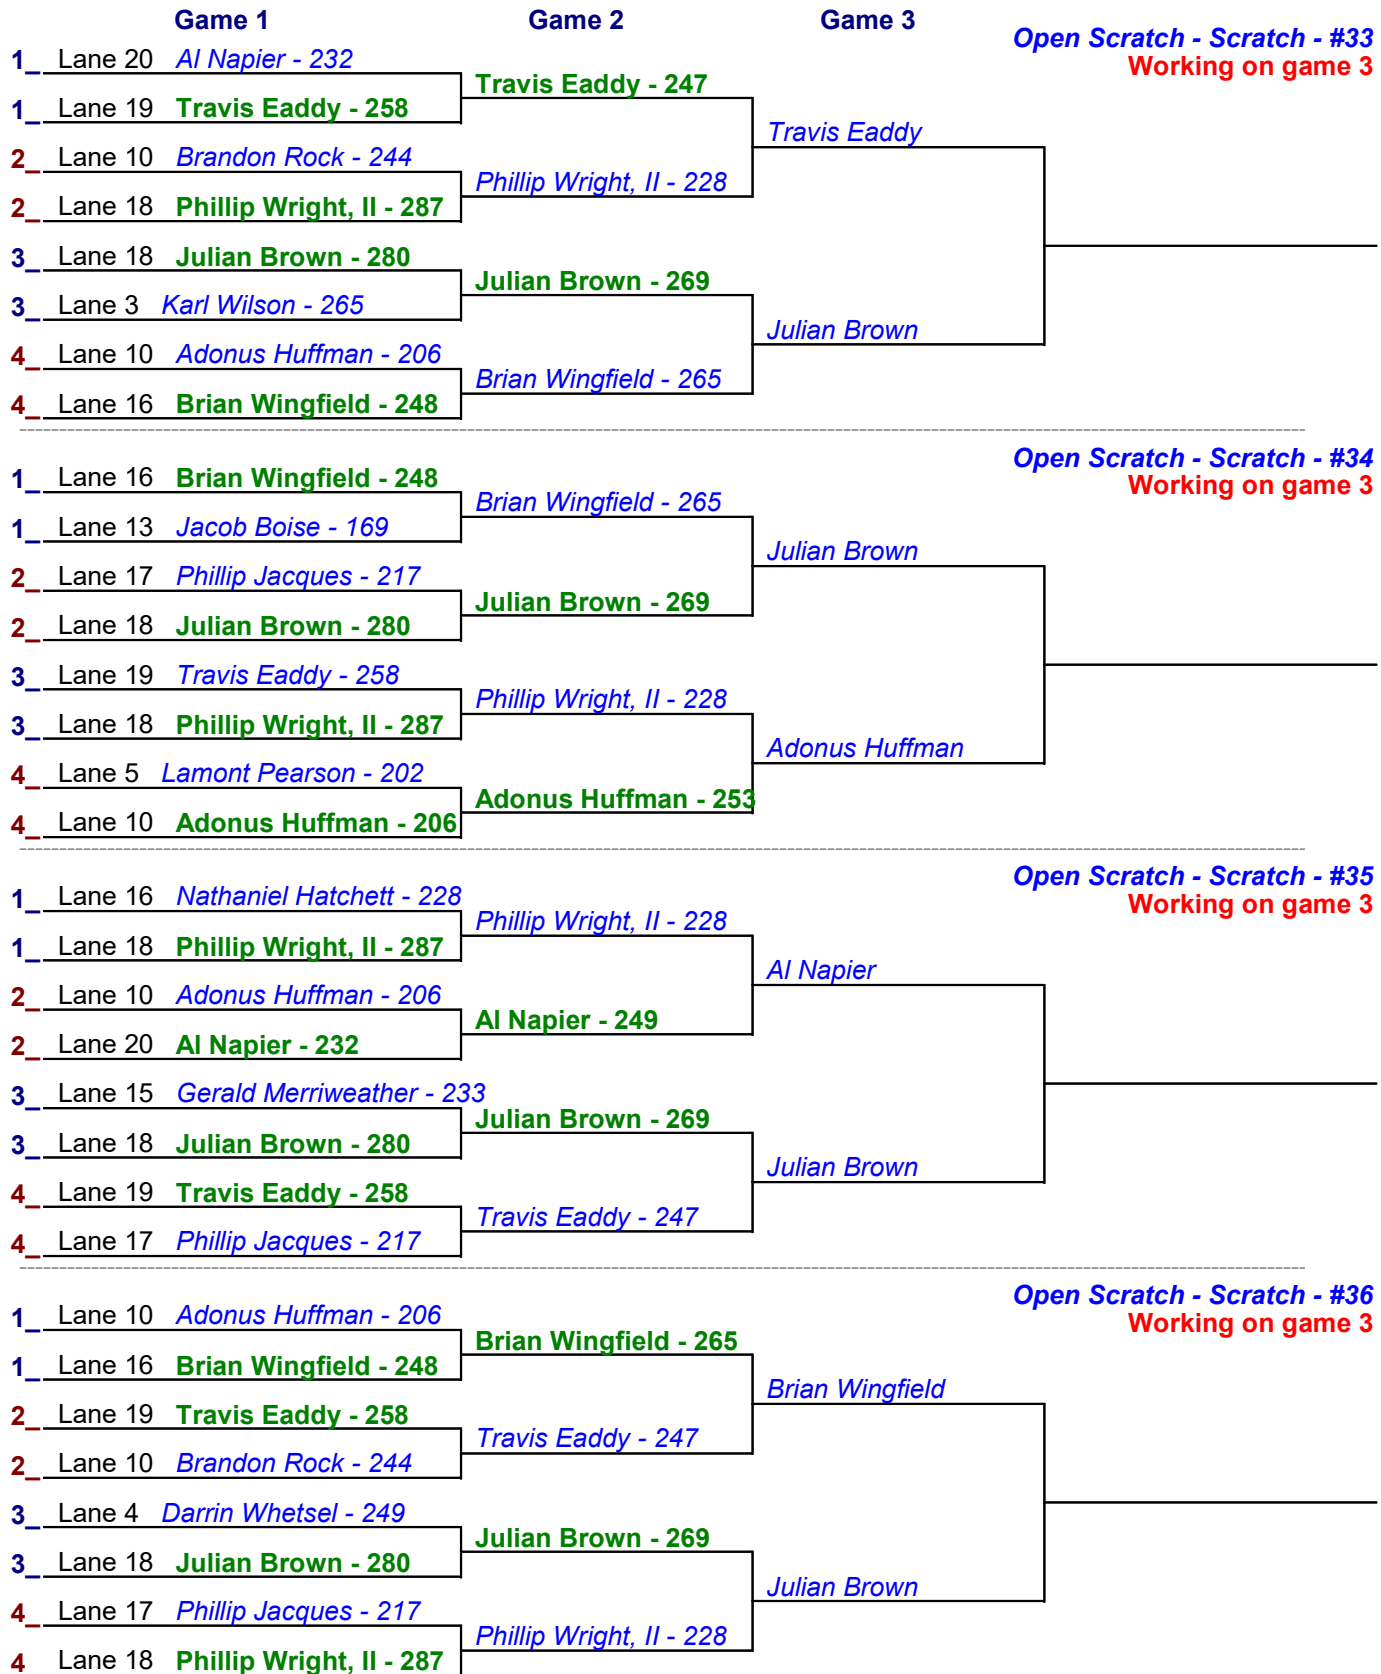 Game 1 Game 2 Game 3
Open Scratch - Scratch - #33
Working on game 3
1_ Lane 20 Al Napier - 232
Travis Eaddy - 247
1_ Lane 19 Travis Eaddy - 258
Travis Eaddy
2_ Lane 10 Brandon Rock - 244
Phillip Wright, II - 228
2_ Lane 18 Phillip Wright, II - 287
3_ Lane 18 Julian Brown - 280
Julian Brown - 269
3_ Lane 3 Karl Wilson - 265
Julian Brown
4_ Lane 10 Adonus Huffman - 206
Brian Wingfield - 265
4_ Lane 16 Brian Wingfield - 248
Open Scratch - Scratch - #34
Working on game 3
1_ Lane 16 Brian Wingfield - 248
Brian Wingfield - 265
1_ Lane 13 Jacob Boise - 169
Julian Brown
2_ Lane 17 Phillip Jacques - 217
Julian Brown - 269
2_ Lane 18 Julian Brown - 280
3_ Lane 19 Travis Eaddy - 258
Phillip Wright, II - 228
3_ Lane 18 Phillip Wright, II - 287
Adonus Huffman
4_ Lane 5 Lamont Pearson - 202
Adonus Huffman - 253
4_ Lane 10 Adonus Huffman - 206
Open Scratch - Scratch - #35
Working on game 3
1_ Lane 16 Nathaniel Hatchett - 228
Phillip Wright, II - 228
1_ Lane 18 Phillip Wright, II - 287
Al Napier
2_ Lane 10 Adonus Huffman - 206
Al Napier - 249
2_ Lane 20 Al Napier - 232
3_ Lane 15 Gerald Merriweather - 233
Julian Brown - 269
3_ Lane 18 Julian Brown - 280
Julian Brown
4_ Lane 19 Travis Eaddy - 258
Travis Eaddy - 247
4_ Lane 17 Phillip Jacques - 217
Open Scratch - Scratch - #36
Working on game 3
1_ Lane 10 Adonus Huffman - 206
Brian Wingfield - 265
1_ Lane 16 Brian Wingfield - 248
Brian Wingfield
2_ Lane 19 Travis Eaddy - 258
Travis Eaddy - 247
2_ Lane 10 Brandon Rock - 244
3_ Lane 4 Darrin Whetsel - 249
Julian Brown - 269
3_ Lane 18 Julian Brown - 280
Julian Brown
4_ Lane 17 Phillip Jacques - 217
Phillip Wright, II - 228
4 Lane 18 Phillip Wright, II - 287